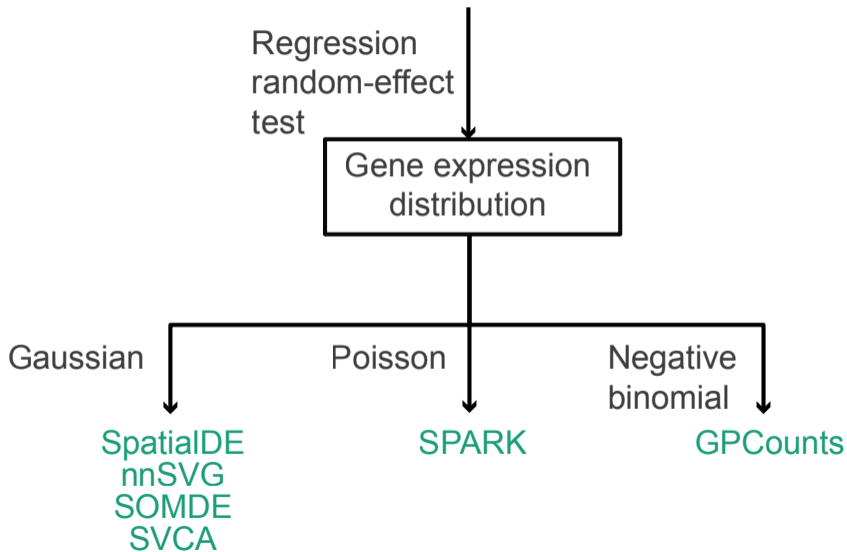 Regression
random-effect
test
Gene expression
distribution
Gaussian
Poisson
Negative
binomial
SpatialDE
nnSVG
SOMDE
SVCA
SPARK
GPCounts